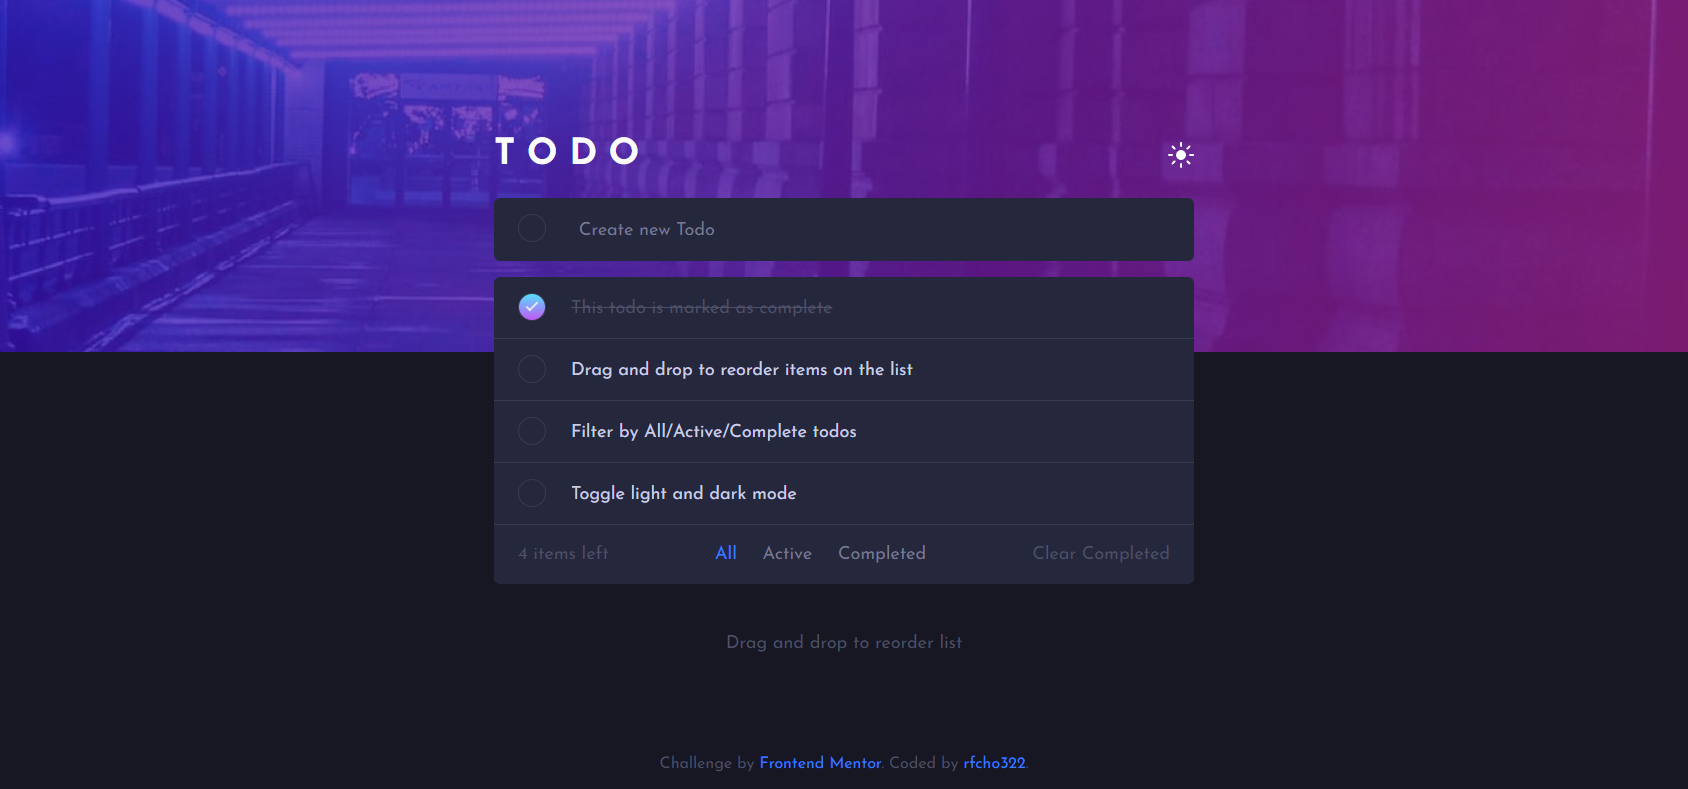 TODO
Create new Todo
This todo is marked as complete
Drag and drop to reorder items on the list
Filter by All/Active/Complete todos
Toggle light and dark mode
4 items left All Active Completed Clear Completed
Drag and drop to reorder list
Challenge by Frontend Mentor. Coded by rfcho322.